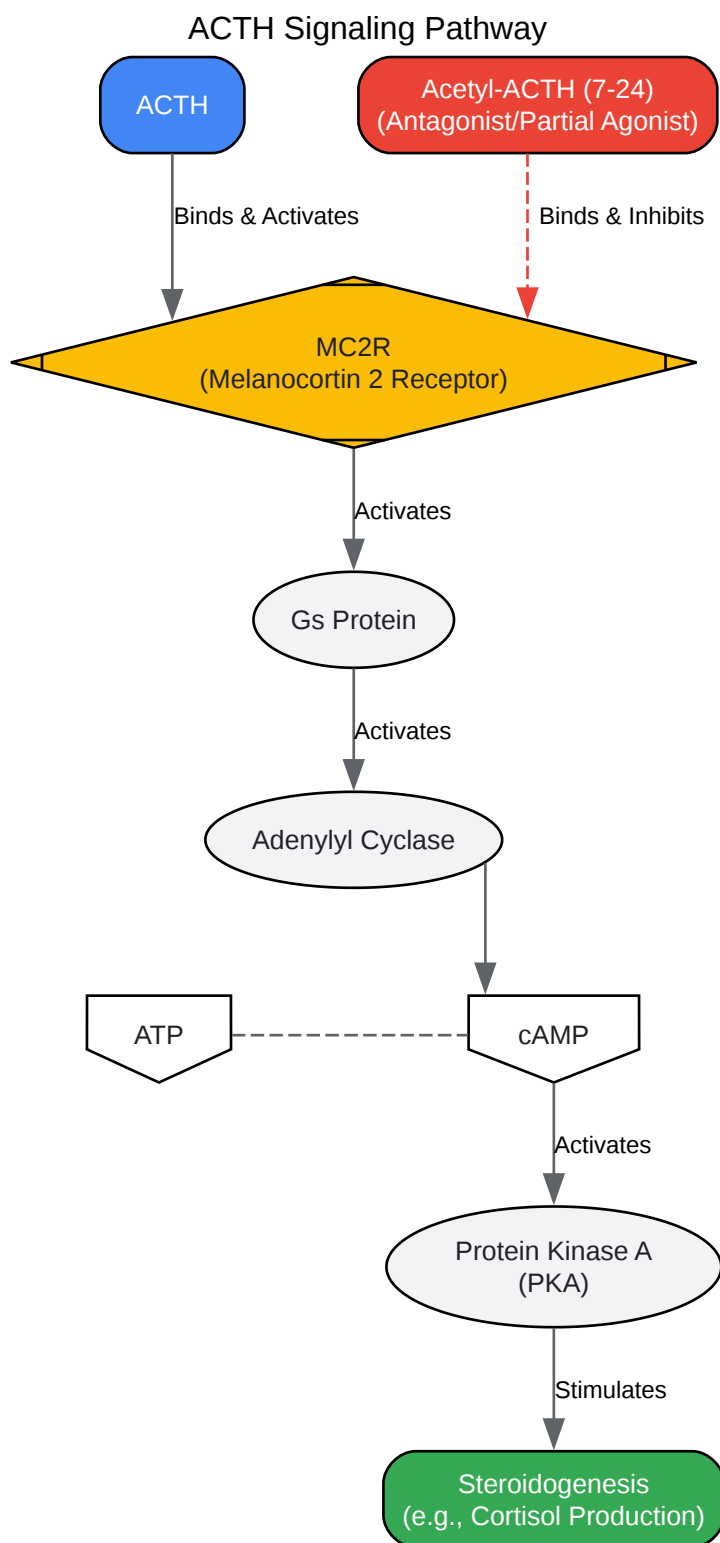 ACTH Signaling Pathway
ACTH
Acetyl-ACTH (7-24)
(Antagonist/Partial Agonist)
Binds & Activates
Binds & Inhibits
MC2R
(Melanocortin 2 Receptor)
Activates
Gs Protein
Activates
Adenylyl Cyclase
ATP
cAMP
Activates
Protein Kinase A
(PKA)
Stimulates
Steroidogenesis
(e.g., Cortisol Production)